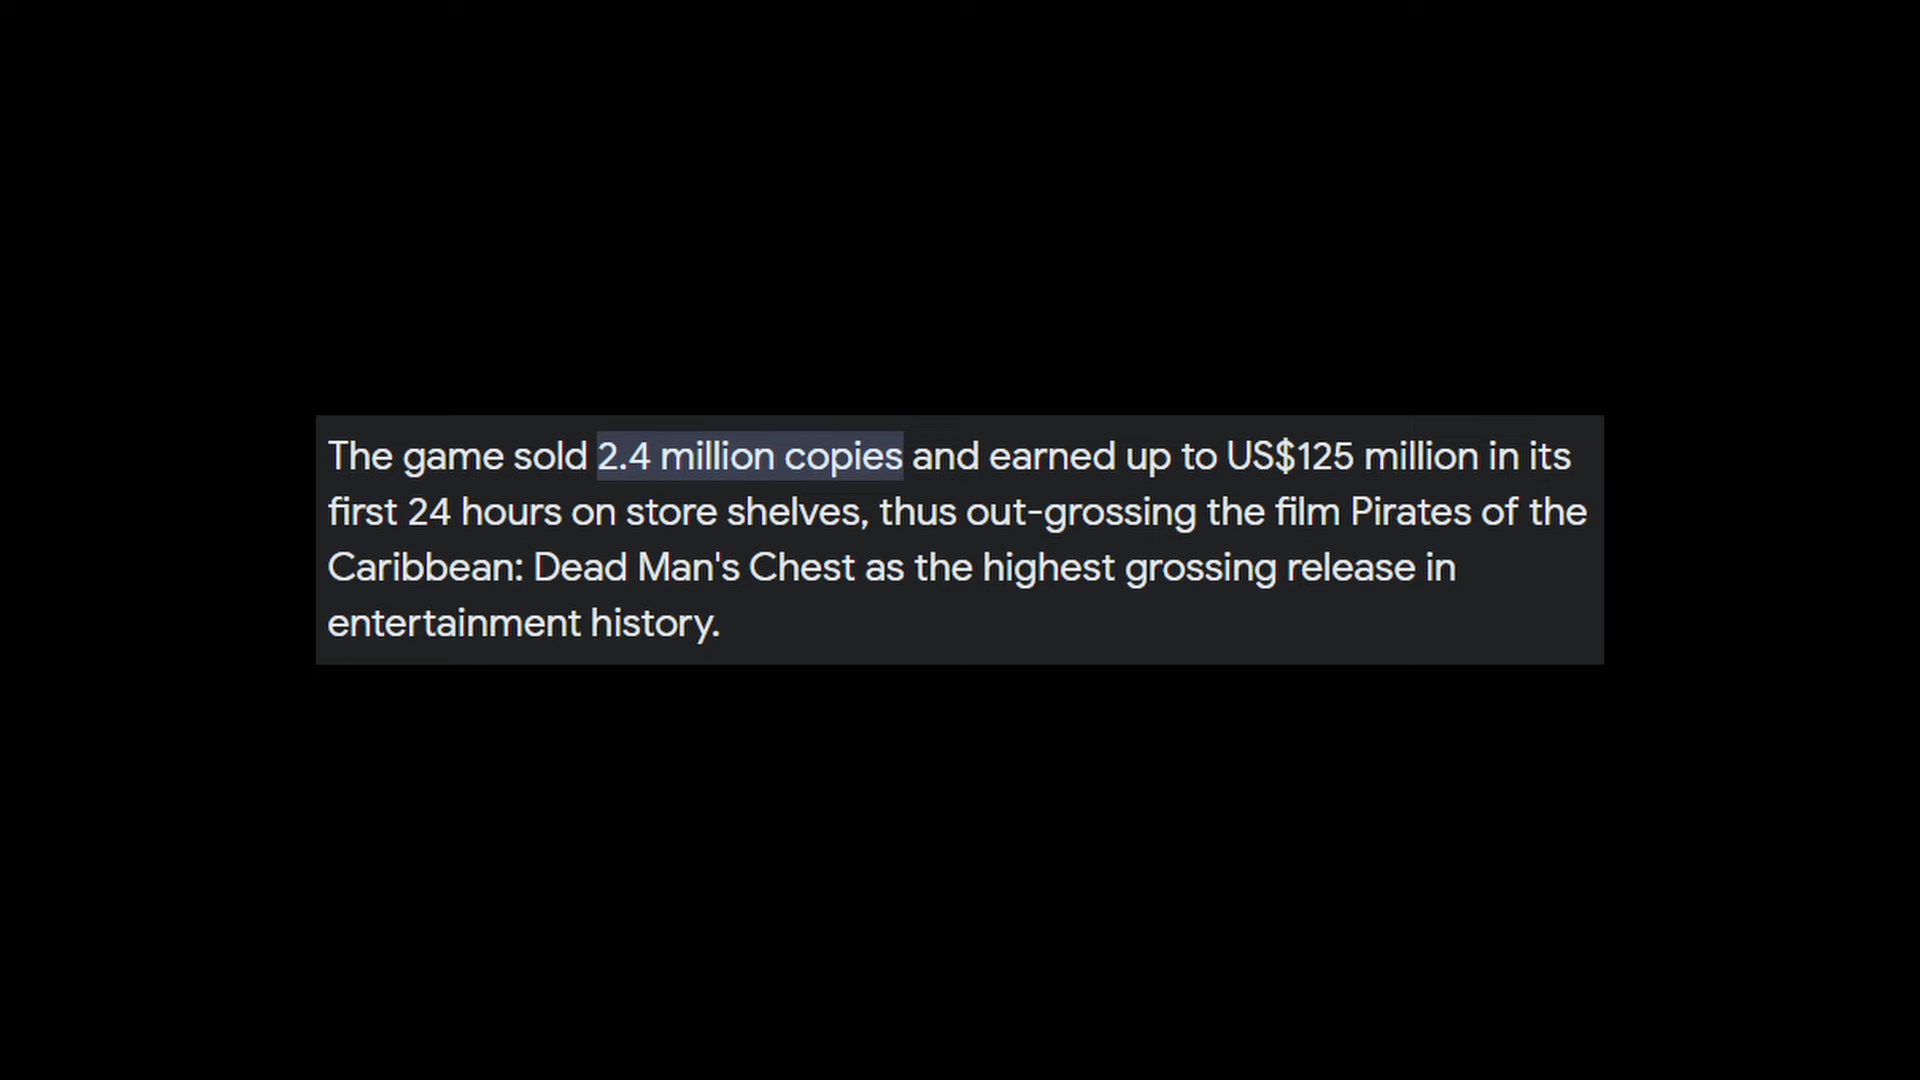 The game sold 2.4 million copies and earned up to US$125 million in its
first 24 hours on store shelves, thus out-grossing the film Pirates of the
Caribbean: Dead Man's Chest as the highest grossing release in
entertainment history.